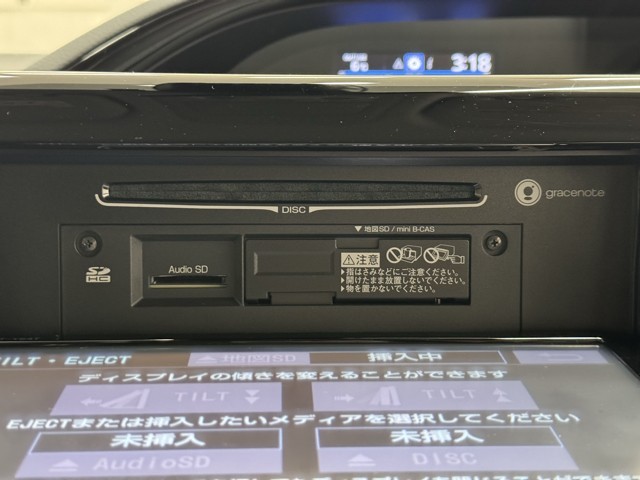 6℃
3:18
DISC
gracenote
▼ 地図SD / mini B-CAS
SD HC
Audio SD
注意
▶指はさみなどにご注意ください。
▶開けたまま放置しないでください。
▶物を置かないでください。
TILT・EJECT
地図SD 挿入中
ディスプレイの傾きを変えることができます
TILT TILT
EJECTまたは挿入したいメディアを選択してください
未挿入 未挿入
AudioSD DISC